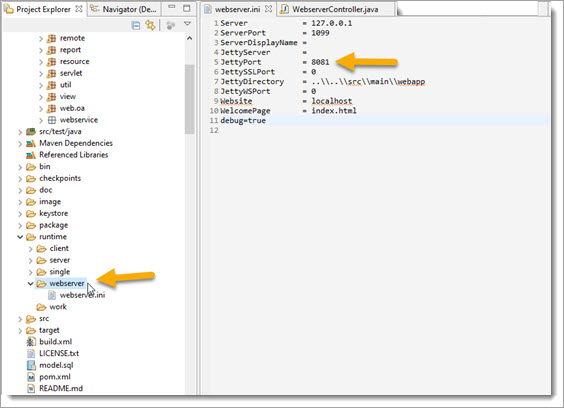 Project Explorer
Navigator (De...
remote
report
resource
servlet
util
view
web.oa
webservice
src/test/java
Maven Dependencies
Referenced Libraries
bin
checkpoints
doc
image
keystore
package
runtime
client
server
single
webserver
webserver.ini
work
src
target
build.xml
LICENSE.txt
model.sql
pom.xml
README.md
webserver.ini
WebserverController.java
1 Server = 127.0.0.1
2 ServerPort = 1099
3 ServerDisplayName =
4 JettyServer =
5 JettyPort = 8081
6 JettySSLPort = 0
7 JettyDirectory = ..\\..\\src\\main\\webapp
8 JettyWSPort = 0
9 Website = localhost
10 WelcomePage = index.html
11 debug=true
12